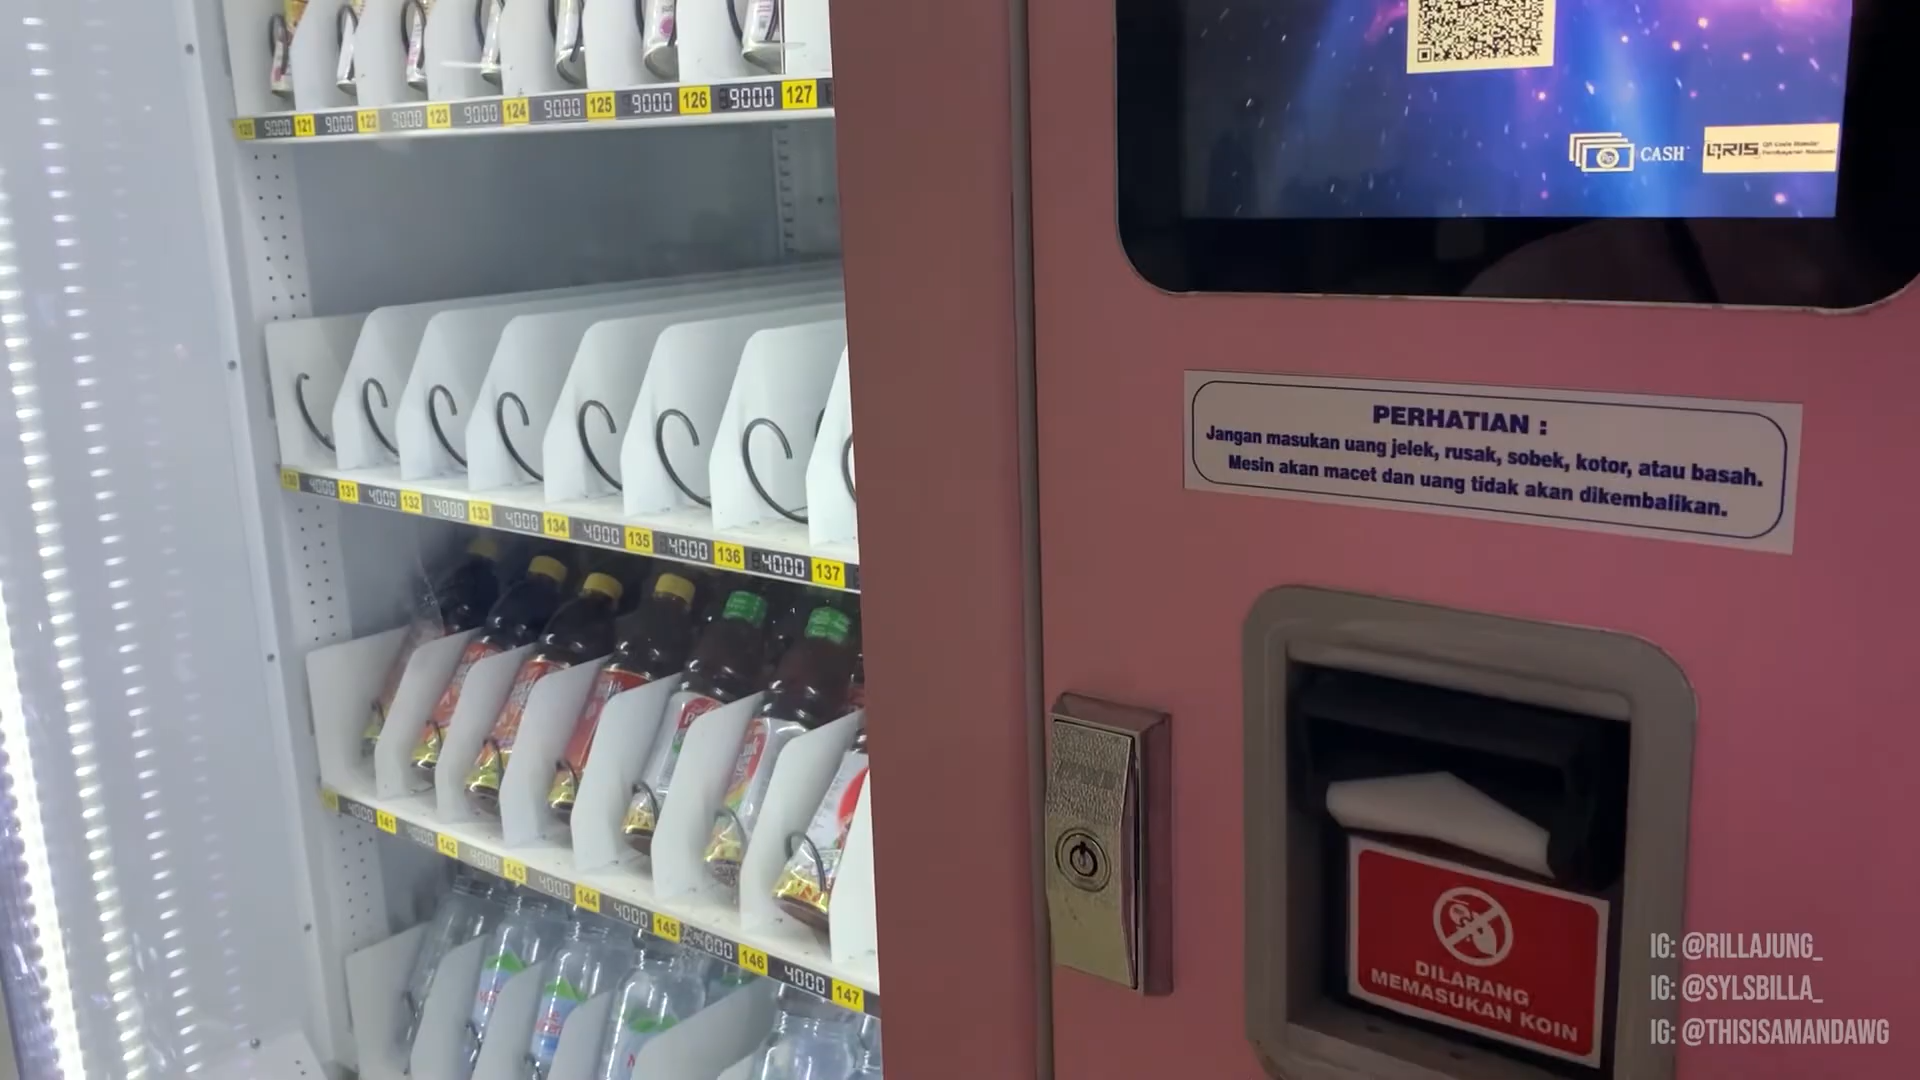 9000 121 9000 122 9000 123 9000 124 9000 125 9000 126 9000 127
CASH
QRIS
PERHATIAN :
Jangan masukan uang jelek, rusak, sobek, kotor, atau basah.
Mesin akan macet dan uang tidak akan dikembalikan.
130 4000 131 4000 132 4000 133 4000 134 4000 135 4000 136 4000 137
4000 141 4000 142 4000 143 4000 144 4000 145 4000 146 4000 147
DILARANG
MEMASUKAN KOIN
IG: @RILLAJUNG_
IG: @SYLSBILLA_
IG: @THISISAMANDAWG